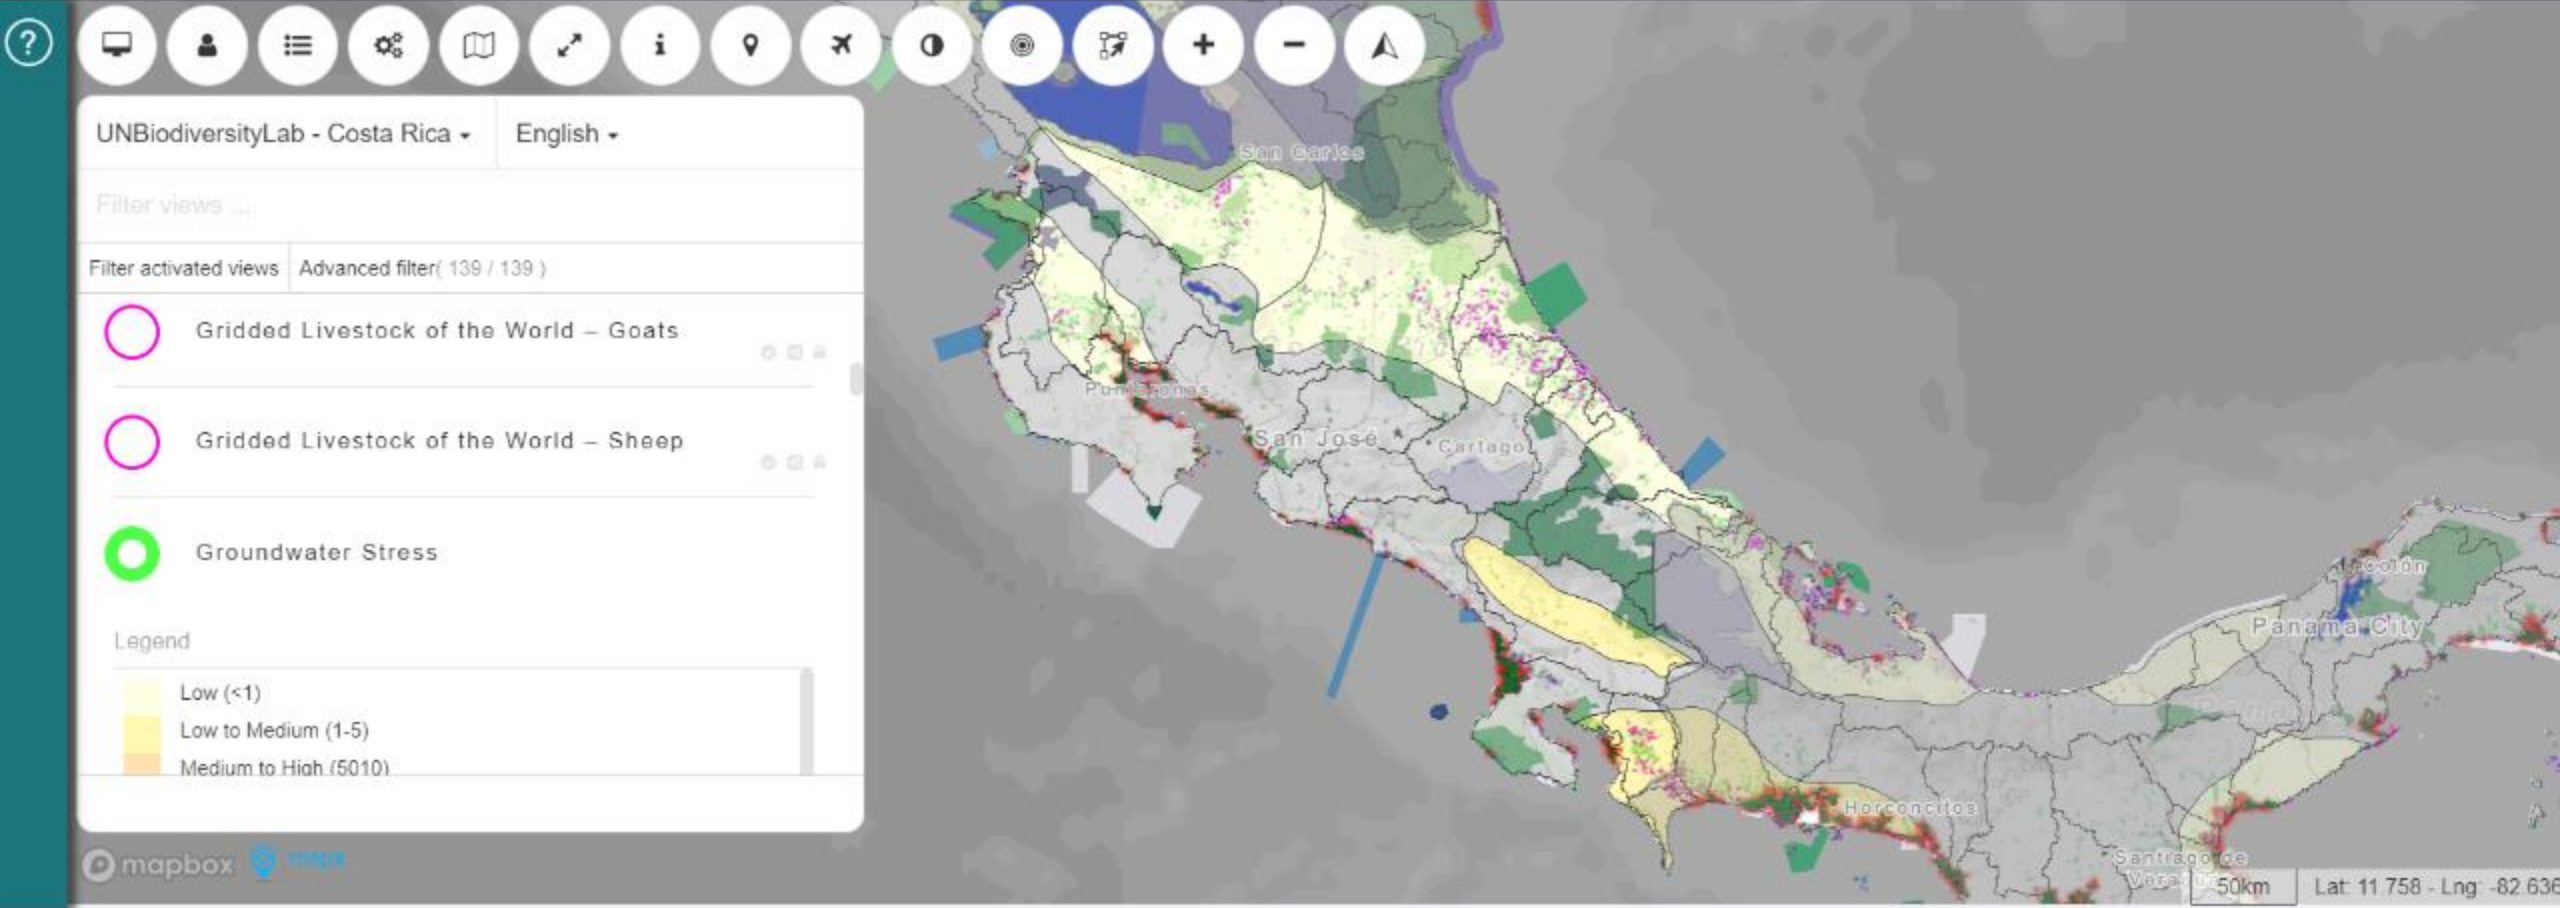 ?
UNBiodiversityLab - Costa Rica
English
Filter views ...
Filter activated views
Advanced filter( 139 / 139 )
Gridded Livestock of the World – Goats
Gridded Livestock of the World – Sheep
Groundwater Stress
Legend
Low (<1)
Low to Medium (1-5)
Medium to High (5010)
mapbox
mapx
San Carlos
Puntarenas
San José
Cartago
Colón
Panama City
Horconcitos
Santiago de
50km
Lat: 11.758 - Lng: -82.636